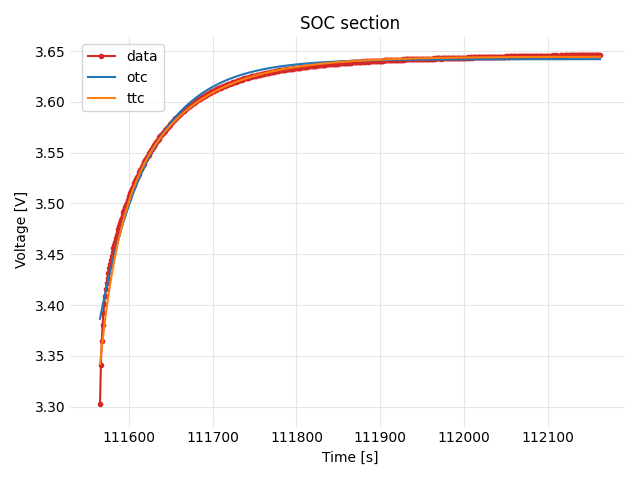 SOC section
data
otc
ttc
3.65
3.60
3.55
3.50
3.45
3.40
3.35
3.30
Voltage [V]
111600 111700 111800 111900 112000 112100
Time [s]